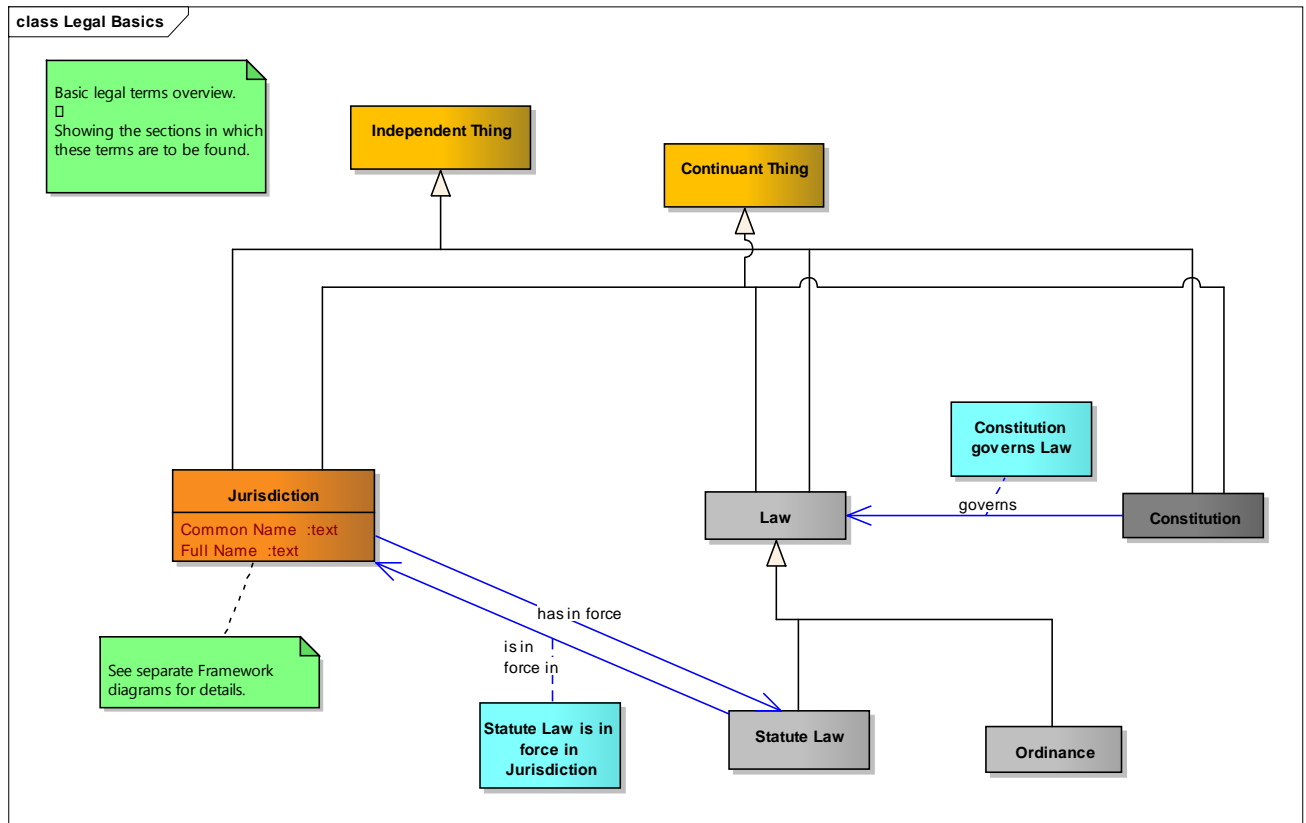 class Legal Basics
Basic legal terms overview.
Showing the sections in which
these terms are to be found.
Independent Thing
Continuant Thing
Constitution
governs Law
Jurisdiction
Common Name :text
Full Name :text
Law
governs
Constitution
has in force
is in
force in
See separate Framework
diagrams for details.
Statute Law is in
force in
Jurisdiction
Statute Law
Ordinance